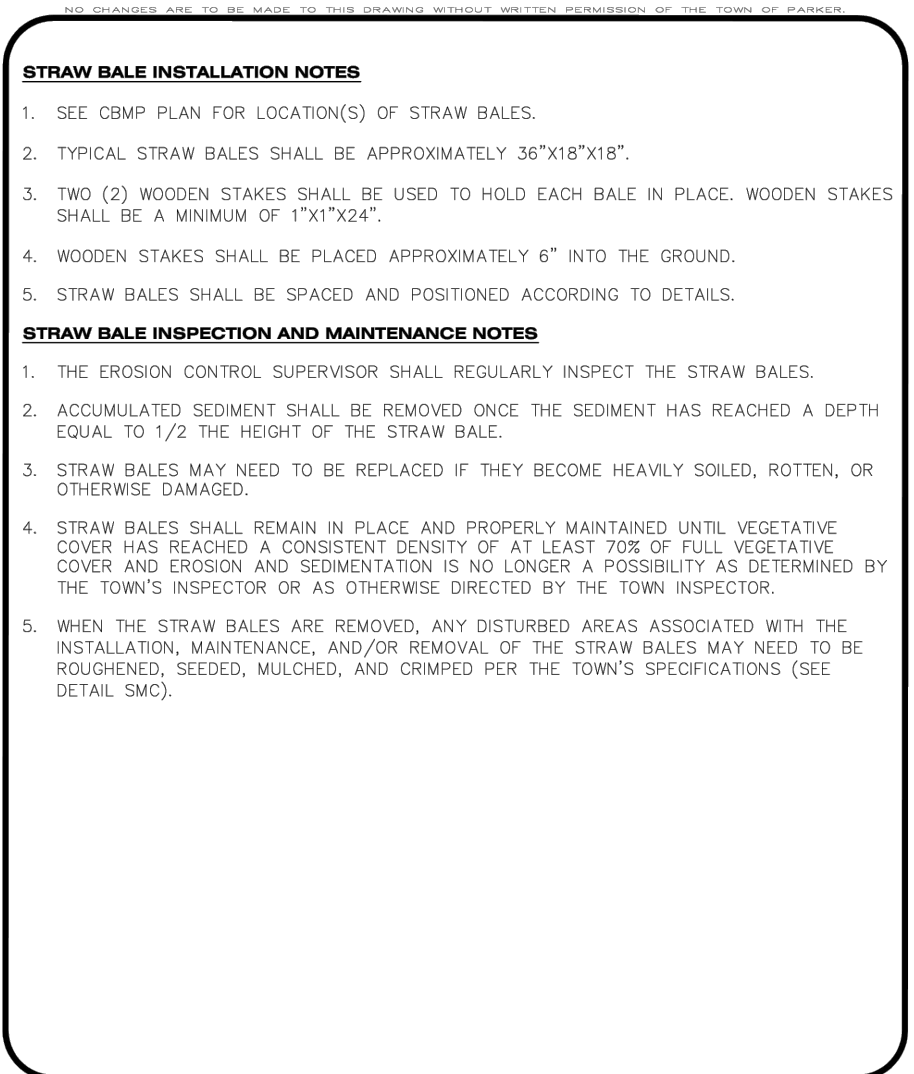 NO CHANGES ARE TO BE MADE TO THIS DRAWING WITHOUT WRITTEN PERMISSION OF THE TOWN OF PARKER.
STRAW BALE INSTALLATION NOTES
1. SEE CBMP PLAN FOR LOCATION(S) OF STRAW BALES.
2. TYPICAL STRAW BALES SHALL BE APPROXIMATELY 36”X18”X18”.
3. TWO (2) WOODEN STAKES SHALL BE USED TO HOLD EACH BALE IN PLACE. WOODEN STAKES
SHALL BE A MINIMUM OF 1”X1”X24”.
4. WOODEN STAKES SHALL BE PLACED APPROXIMATELY 6” INTO THE GROUND.
5. STRAW BALES SHALL BE SPACED AND POSITIONED ACCORDING TO DETAILS.
STRAW BALE INSPECTION AND MAINTENANCE NOTES
1. THE EROSION CONTROL SUPERVISOR SHALL REGULARLY INSPECT THE STRAW BALES.
2. ACCUMULATED SEDIMENT SHALL BE REMOVED ONCE THE SEDIMENT HAS REACHED A DEPTH
EQUAL TO 1/2 THE HEIGHT OF THE STRAW BALE.
3. STRAW BALES MAY NEED TO BE REPLACED IF THEY BECOME HEAVILY SOILED, ROTTEN, OR
OTHERWISE DAMAGED.
4. STRAW BALES SHALL REMAIN IN PLACE AND PROPERLY MAINTAINED UNTIL VEGETATIVE
COVER HAS REACHED A CONSISTENT DENSITY OF AT LEAST 70% OF FULL VEGETATIVE
COVER AND EROSION AND SEDIMENTATION IS NO LONGER A POSSIBILITY AS DETERMINED BY
THE TOWN’S INSPECTOR OR AS OTHERWISE DIRECTED BY THE TOWN INSPECTOR.
5. WHEN THE STRAW BALES ARE REMOVED, ANY DISTURBED AREAS ASSOCIATED WITH THE
INSTALLATION, MAINTENANCE, AND/OR REMOVAL OF THE STRAW BALES MAY NEED TO BE
ROUGHENED, SEEDED, MULCHED, AND CRIMPED PER THE TOWN’S SPECIFICATIONS (SEE
DETAIL SMC).